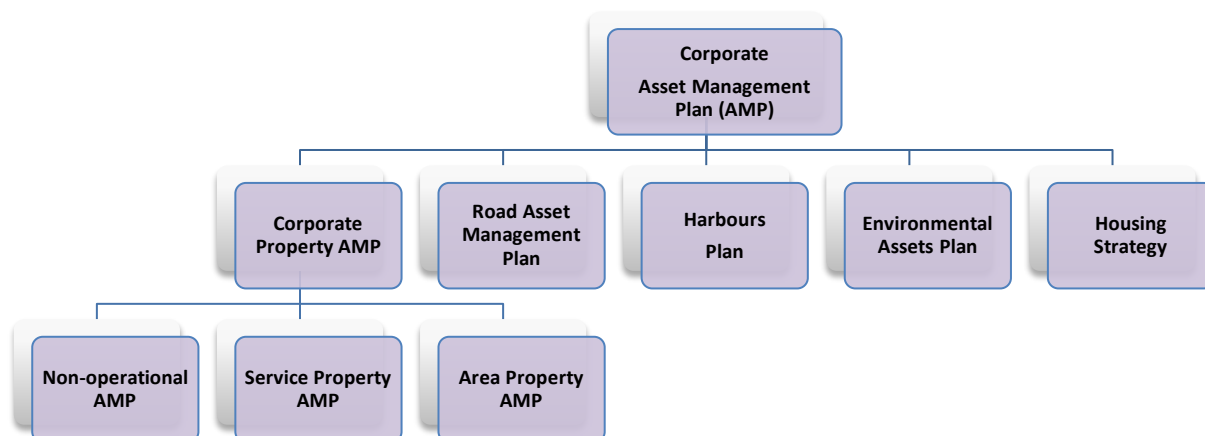 Corporate
Asset Management
Plan (AMP)
Corporate
Property AMP
Road Asset
Management
Plan
Harbours
Plan
Environmental
Assets Plan
Housing
Strategy
Non-operational
AMP
Service Property
AMP
Area Property
AMP